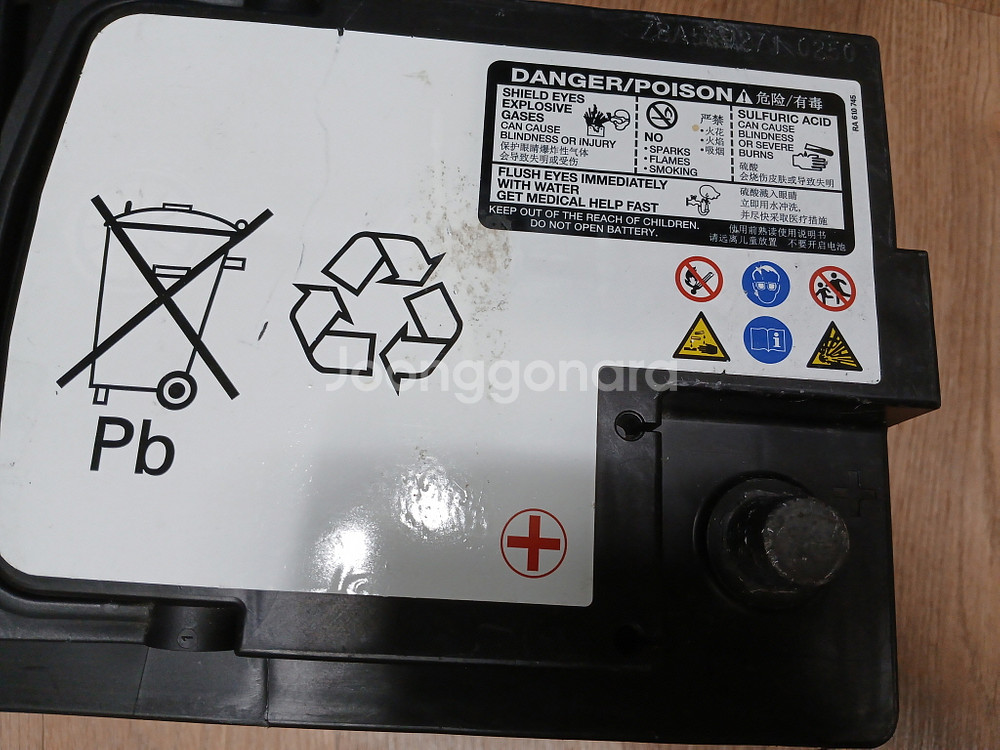 DANGER/POISON 危险/有毒
SHIELD EYES
EXPLOSIVE
GASES
CAN CAUSE
BLINDNESS OR INJURY
保护眼睛爆炸性气体
会导致失明或受伤
严禁
·火花
·火焰
·吸烟
NO
·SPARKS
·FLAMES
·SMOKING
SULFURIC ACID
CAN CAUSE
BLINDNESS
OR SEVERE
BURNS
硫酸
会烧伤皮肤或导致失明
FLUSH EYES IMMEDIATELY
WITH WATER
GET MEDICAL HELP FAST
硫酸溅入眼睛
立即用水冲洗,
并尽快采取医疗措施
KEEP OUT OF THE REACH OF CHILDREN.
DO NOT OPEN BATTERY.
使用前熟读使用说明书
请远离儿童放置 不要开启电池
RA 610 745
Pb
Joonggonara